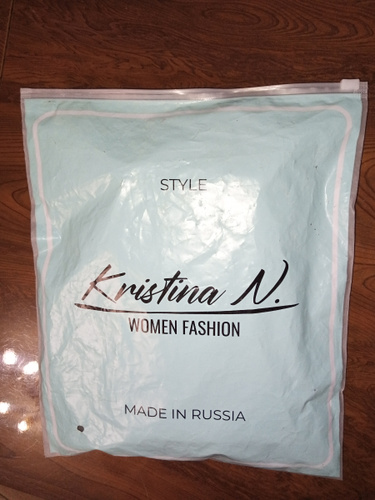 STYLE
Kristina N.
WOMEN FASHION
MADE IN RUSSIA